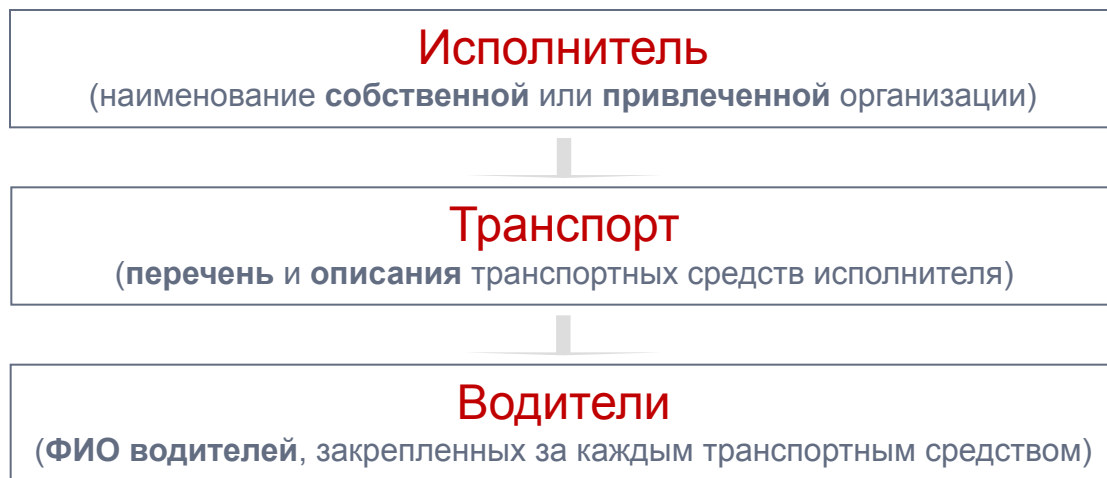 Исполнитель
(наименование собственной или привлеченной организации)
Транспорт
(перечень и описания транспортных средств исполнителя)
Водители
(ФИО водителей, закрепленных за каждым транспортным средством)